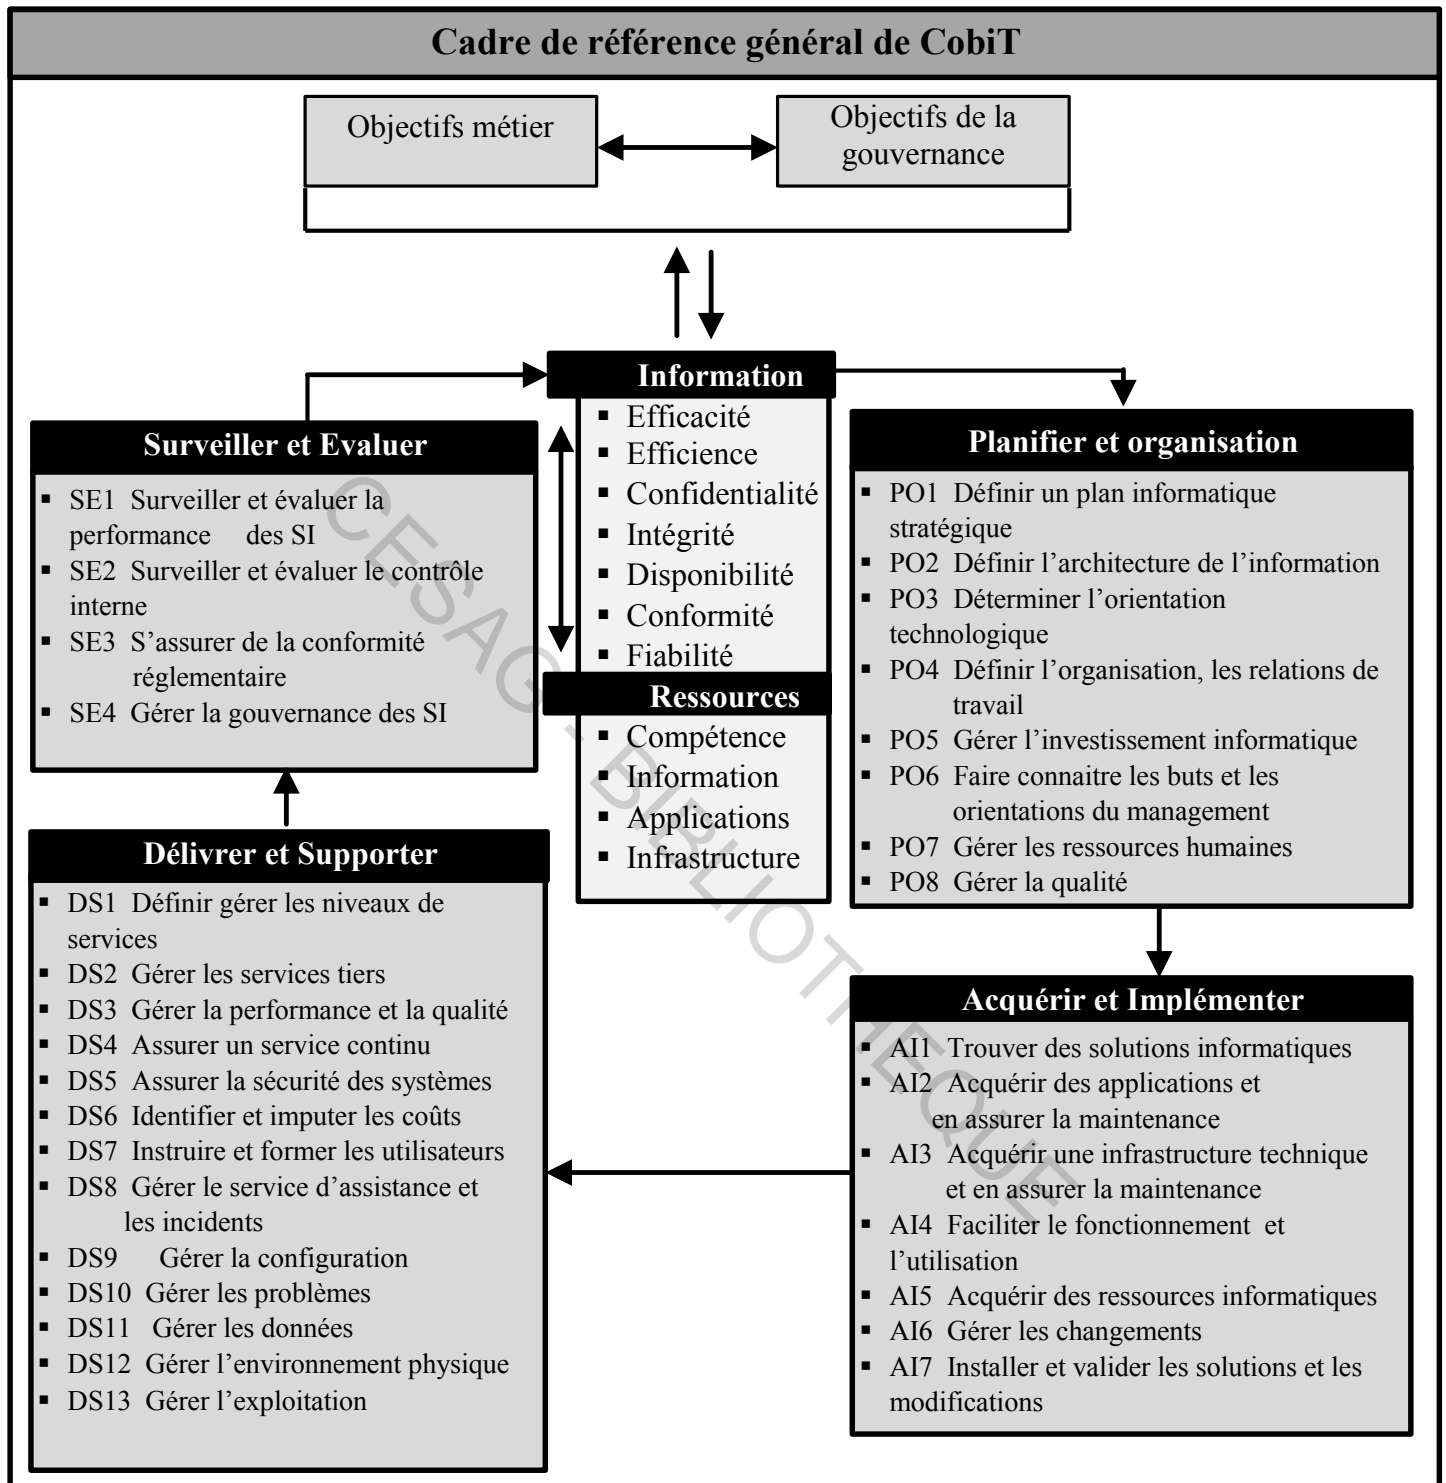 Cadre de référence général de CobiT
Objectifs métier
Objectifs de la
gouvernance
Information
▪ Efficacité
▪ Efficience
▪ Confidentialité
▪ Intégrité
▪ Disponibilité
▪ Conformité
▪ Fiabilité
Ressources
▪ Compétence
▪ Information
▪ Applications
▪ Infrastructure
Surveiller et Evaluer
▪ SE1 Surveiller et évaluer la
performance des SI
▪ SE2 Surveiller et évaluer le contrôle
interne
▪ SE3 S’assurer de la conformité
réglementaire
▪ SE4 Gérer la gouvernance des SI
Planifier et organisation
▪ PO1 Définir un plan informatique
stratégique
▪ PO2 Définir l’architecture de l’information
▪ PO3 Déterminer l’orientation
technologique
▪ PO4 Définir l’organisation, les relations de
travail
▪ PO5 Gérer l’investissement informatique
▪ PO6 Faire connaitre les buts et les
orientations du management
▪ PO7 Gérer les ressources humaines
▪ PO8 Gérer la qualité
Délivrer et Supporter
▪ DS1 Définir gérer les niveaux de
services
▪ DS2 Gérer les services tiers
▪ DS3 Gérer la performance et la qualité
▪ DS4 Assurer un service continu
▪ DS5 Assurer la sécurité des systèmes
▪ DS6 Identifier et imputer les coûts
▪ DS7 Instruire et former les utilisateurs
▪ DS8 Gérer le service d’assistance et
les incidents
▪ DS9 Gérer la configuration
▪ DS10 Gérer les problèmes
▪ DS11 Gérer les données
▪ DS12 Gérer l’environnement physique
▪ DS13 Gérer l’exploitation
Acquérir et Implémenter
▪ AI1 Trouver des solutions informatiques
▪ AI2 Acquérir des applications et
en assurer la maintenance
▪ AI3 Acquérir une infrastructure technique
et en assurer la maintenance
▪ AI4 Faciliter le fonctionnement et
l’utilisation
▪ AI5 Acquérir des ressources informatiques
▪ AI6 Gérer les changements
▪ AI7 Installer et valider les solutions et les
modifications
CESAG - BIBLIOTHEQUE